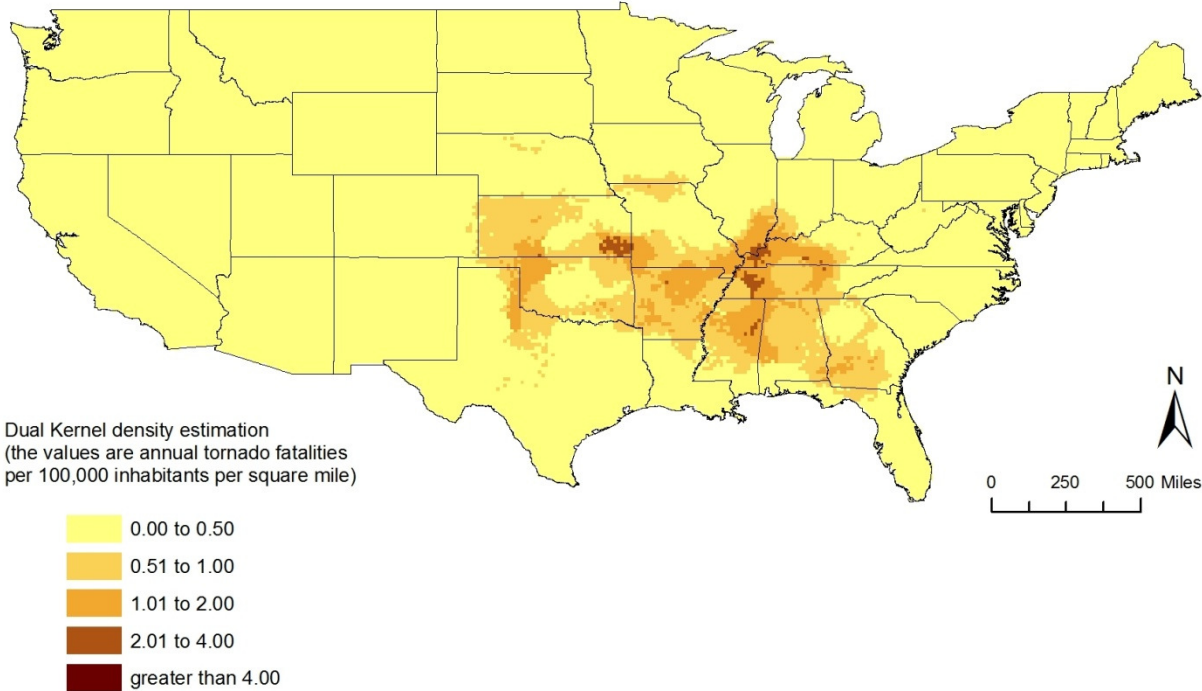 N
0 250 500 Miles
Dual Kernel density estimation
(the values are annual tornado fatalities
per 100,000 inhabitants per square mile)
0.00 to 0.50
0.51 to 1.00
1.01 to 2.00
2.01 to 4.00
greater than 4.00